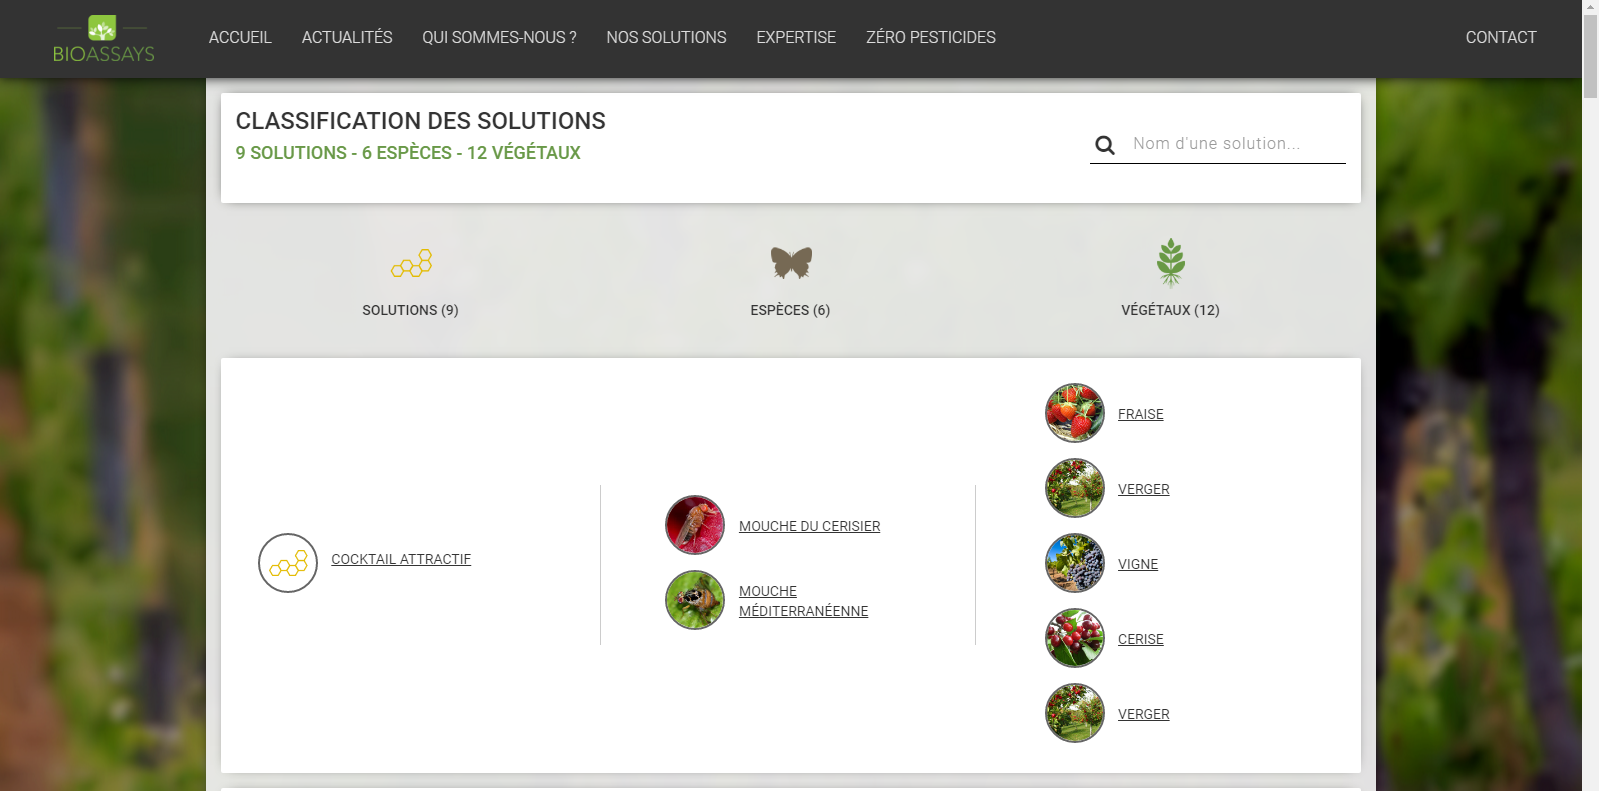 BIOASSAYS
ACCUEIL ACTUALITÉS QUI SOMMES-NOUS ? NOS SOLUTIONS EXPERTISE ZÉRO PESTICIDES CONTACT
CLASSIFICATION DES SOLUTIONS
9 SOLUTIONS - 6 ESPÈCES - 12 VÉGÉTAUX
Nom d'une solution...
SOLUTIONS (9) ESPÈCES (6) VÉGÉTAUX (12)
COCKTAIL ATTRACTIF
MOUCHE DU CERISIER
MOUCHE
MÉDITERRANÉENNE
FRAISE
VERGER
VIGNE
CERISE
VERGER